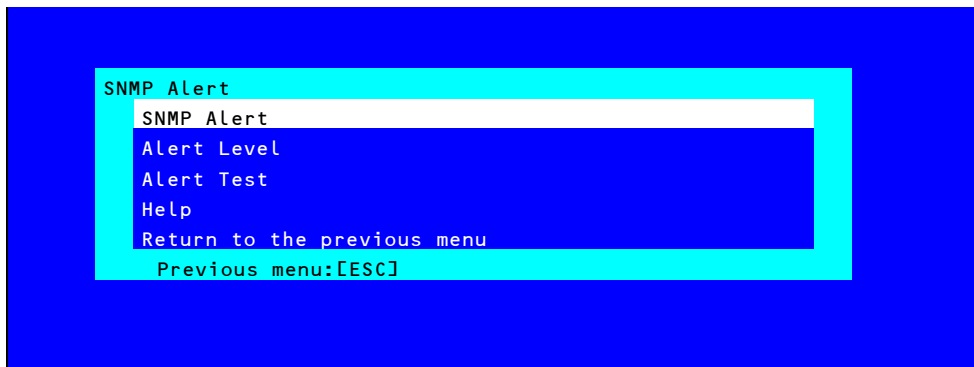 SNMP Alert
SNMP Alert
Alert Level
Alert Test
Help
Return to the previous menu
Previous menu:[ESC]